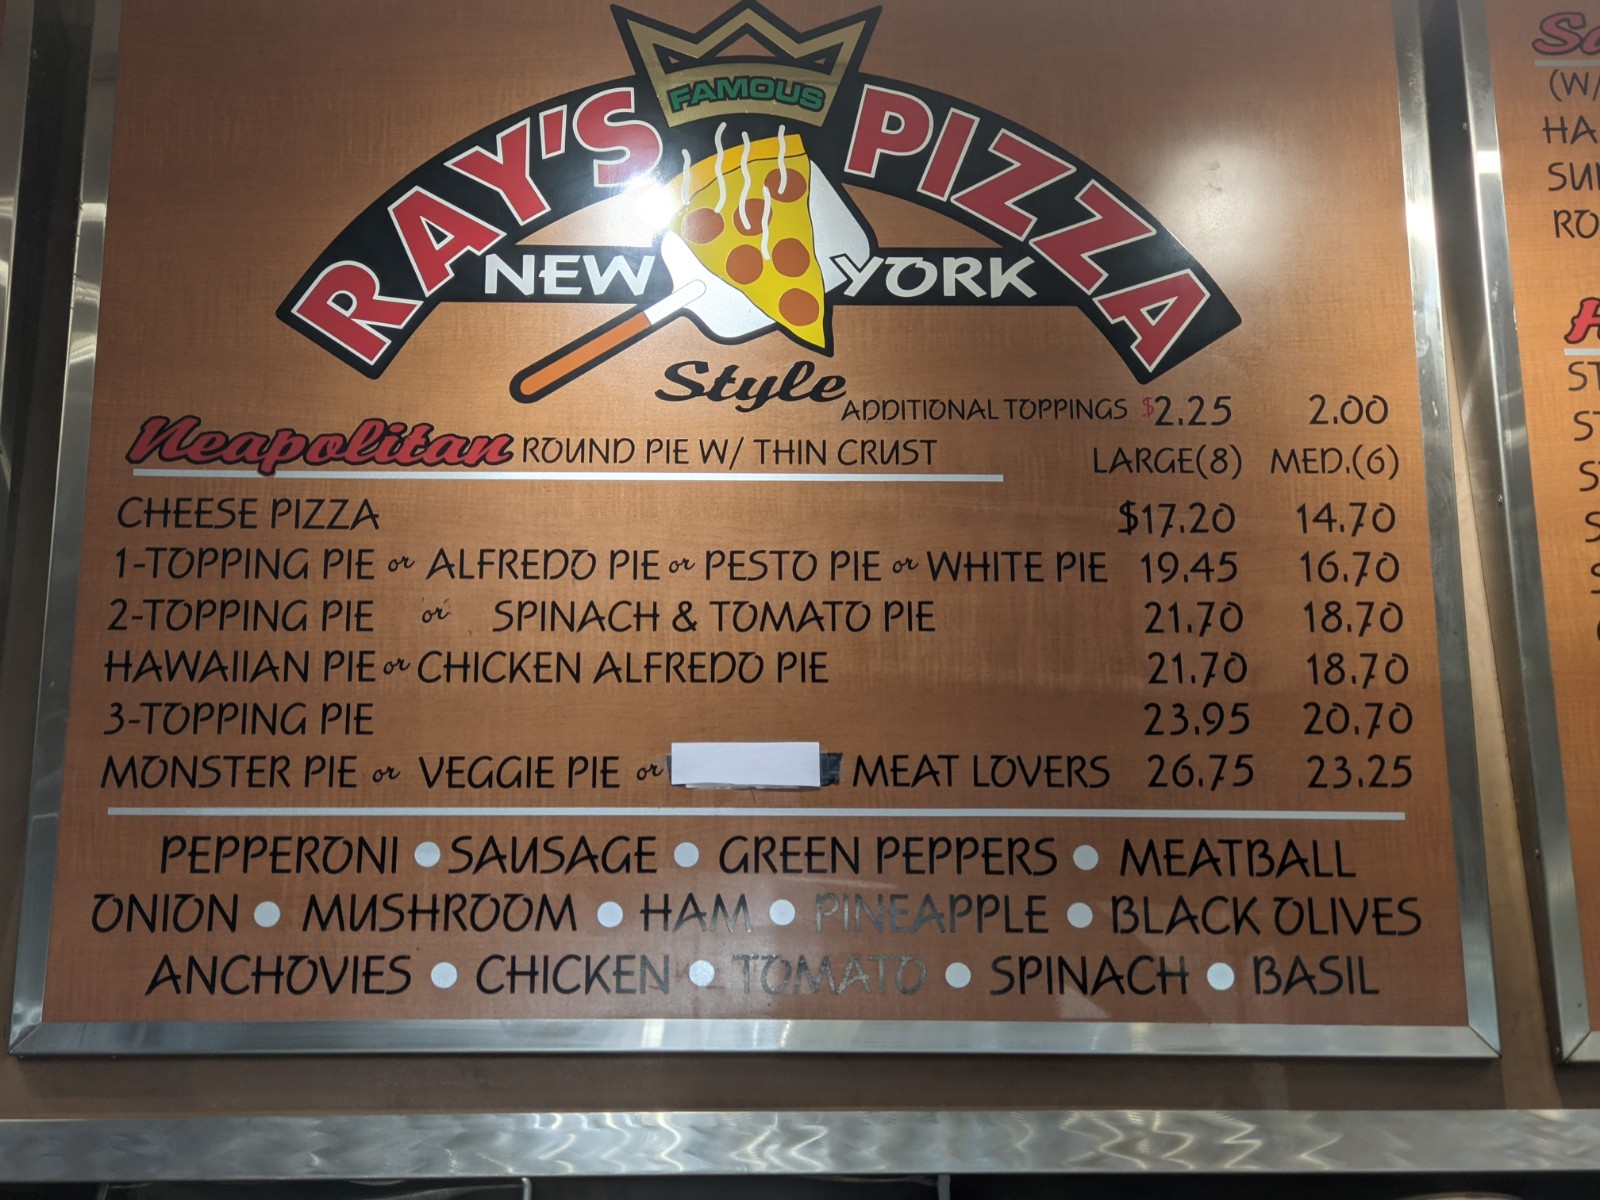 FAMOUS
RAY'S PIZZA
NEW YORK
Style
ADDITIONAL TOPPINGS $2.25 2.00
Neapolitan ROUND PIE W/ THIN CRUST LARGE(8) MED.(6)
CHEESE PIZZA $17.20 14.70
1-TOPPING PIE or ALFREDO PIE or PESTO PIE or WHITE PIE 19.45 16.70
2-TOPPING PIE or SPINACH & TOMATO PIE 21.70 18.70
HAWAIIAN PIE or CHICKEN ALFREDO PIE 21.70 18.70
3-TOPPING PIE 23.95 20.70
MONSTER PIE or VEGGIE PIE or MEAT LOVERS 26.75 23.25
PEPPERONI • SAUSAGE • GREEN PEPPERS • MEATBALL
ONION • MUSHROOM • HAM • PINEAPPLE • BLACK OLIVES
ANCHOVIES • CHICKEN • TOMATO • SPINACH • BASIL